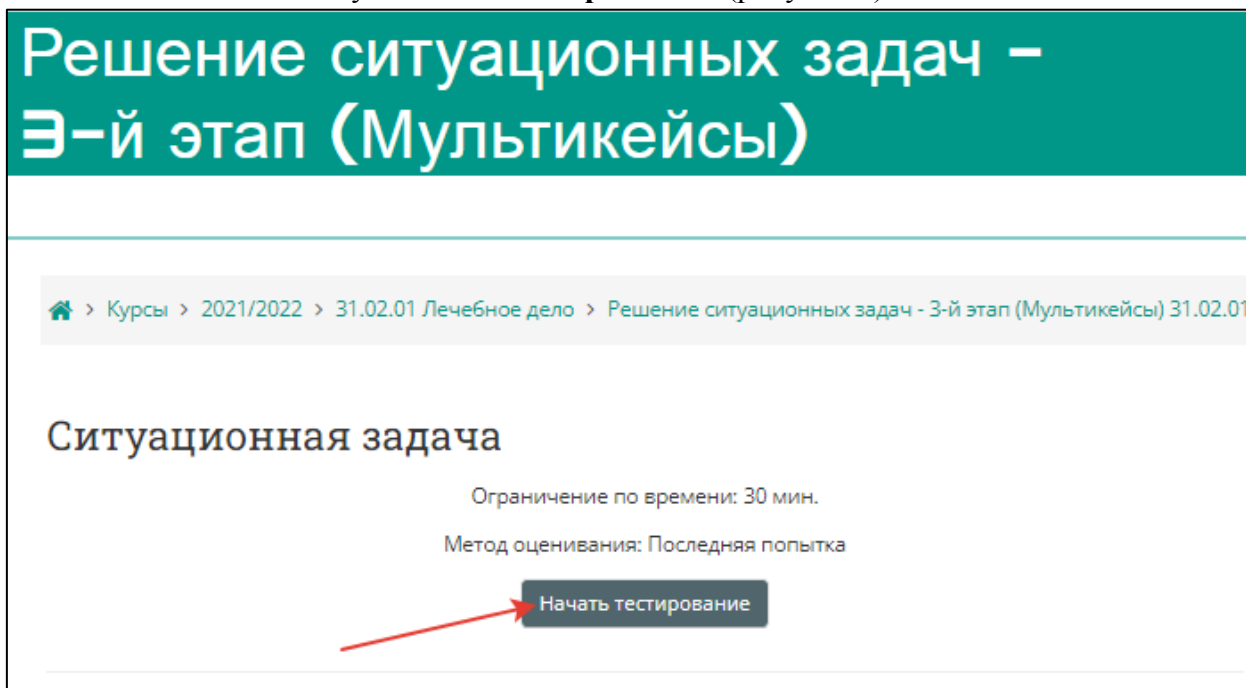 Решение ситуационных задач -
3-й этап (Мультикейсы)
> Курсы > 2021/2022 > 31.02.01 Лечебное дело > Решение ситуационных задач - 3-й этап (Мультикейсы) 31.02.01
Ситуационная задача
Ограничение по времени: 30 мин.
Метод оценивания: Последняя попытка
Начать тестирование